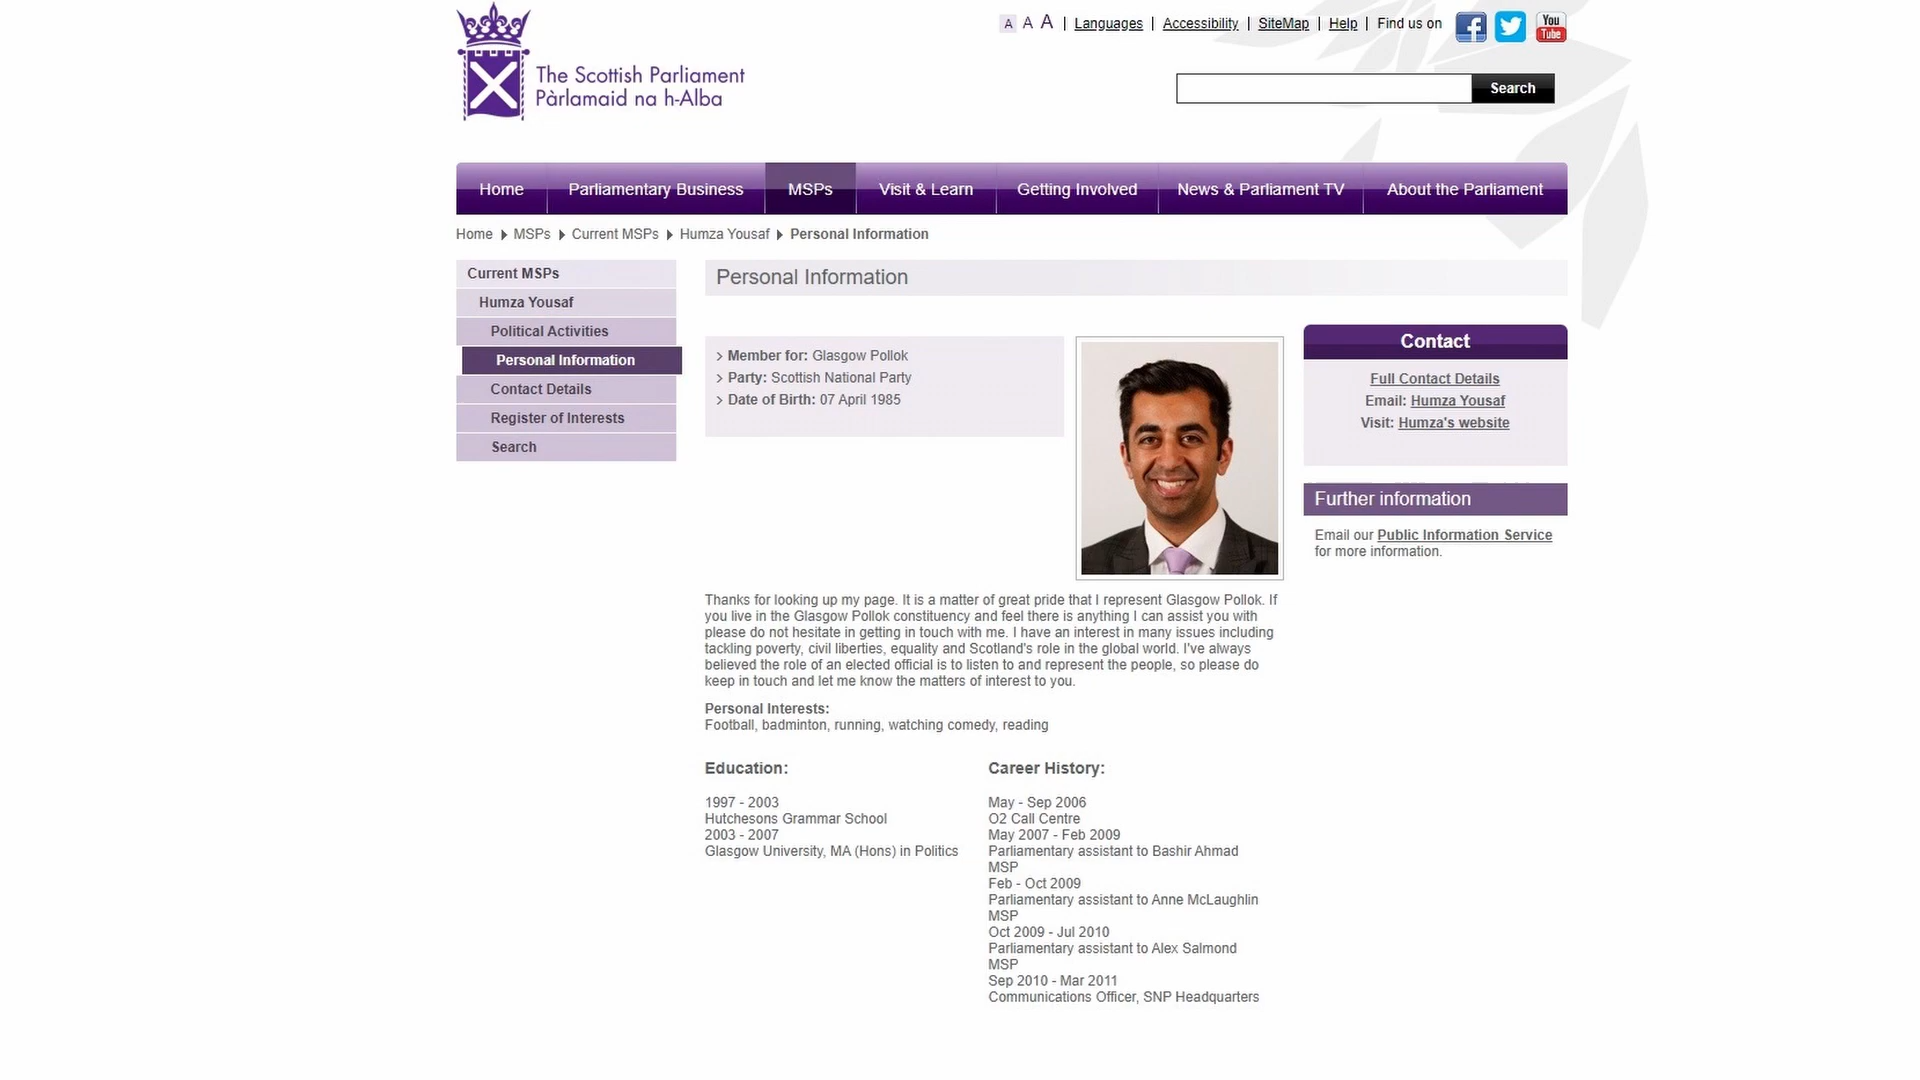 A A A | Languages | Accessibility | SiteMap | Help | Find us on
You
Tube
The Scottish Parliament
Pàrlamaid na h-Alba
Search
Home Parliamentary Business MSPs Visit & Learn Getting Involved News & Parliament TV About the Parliament
Home MSPs Current MSPs Humza Yousaf Personal Information
Current MSPs
Humza Yousaf
Political Activities
Personal Information
Contact Details
Register of Interests
Search
Personal Information
Member for: Glasgow Pollok
Party: Scottish National Party
Date of Birth: 07 April 1985
Contact
Full Contact Details
Email: Humza Yousaf
Visit: Humza's website
Further information
Email our Public Information Service
for more information.
Thanks for looking up my page. It is a matter of great pride that I represent Glasgow Pollok. If
you live in the Glasgow Pollok constituency and feel there is anything I can assist you with
please do not hesitate in getting in touch with me. I have an interest in many issues including
tackling poverty, civil liberties, equality and Scotland's role in the global world. I've always
believed the role of an elected official is to listen to and represent the people, so please do
keep in touch and let me know the matters of interest to you.
Personal Interests:
Football, badminton, running, watching comedy, reading
Education:
1997 - 2003
Hutchesons Grammar School
2003 - 2007
Glasgow University, MA (Hons) in Politics
Career History:
May - Sep 2006
O2 Call Centre
May 2007 - Feb 2009
Parliamentary assistant to Bashir Ahmad
MSP
Feb - Oct 2009
Parliamentary assistant to Anne McLaughlin
MSP
Oct 2009 - Jul 2010
Parliamentary assistant to Alex Salmond
MSP
Sep 2010 - Mar 2011
Communications Officer, SNP Headquarters